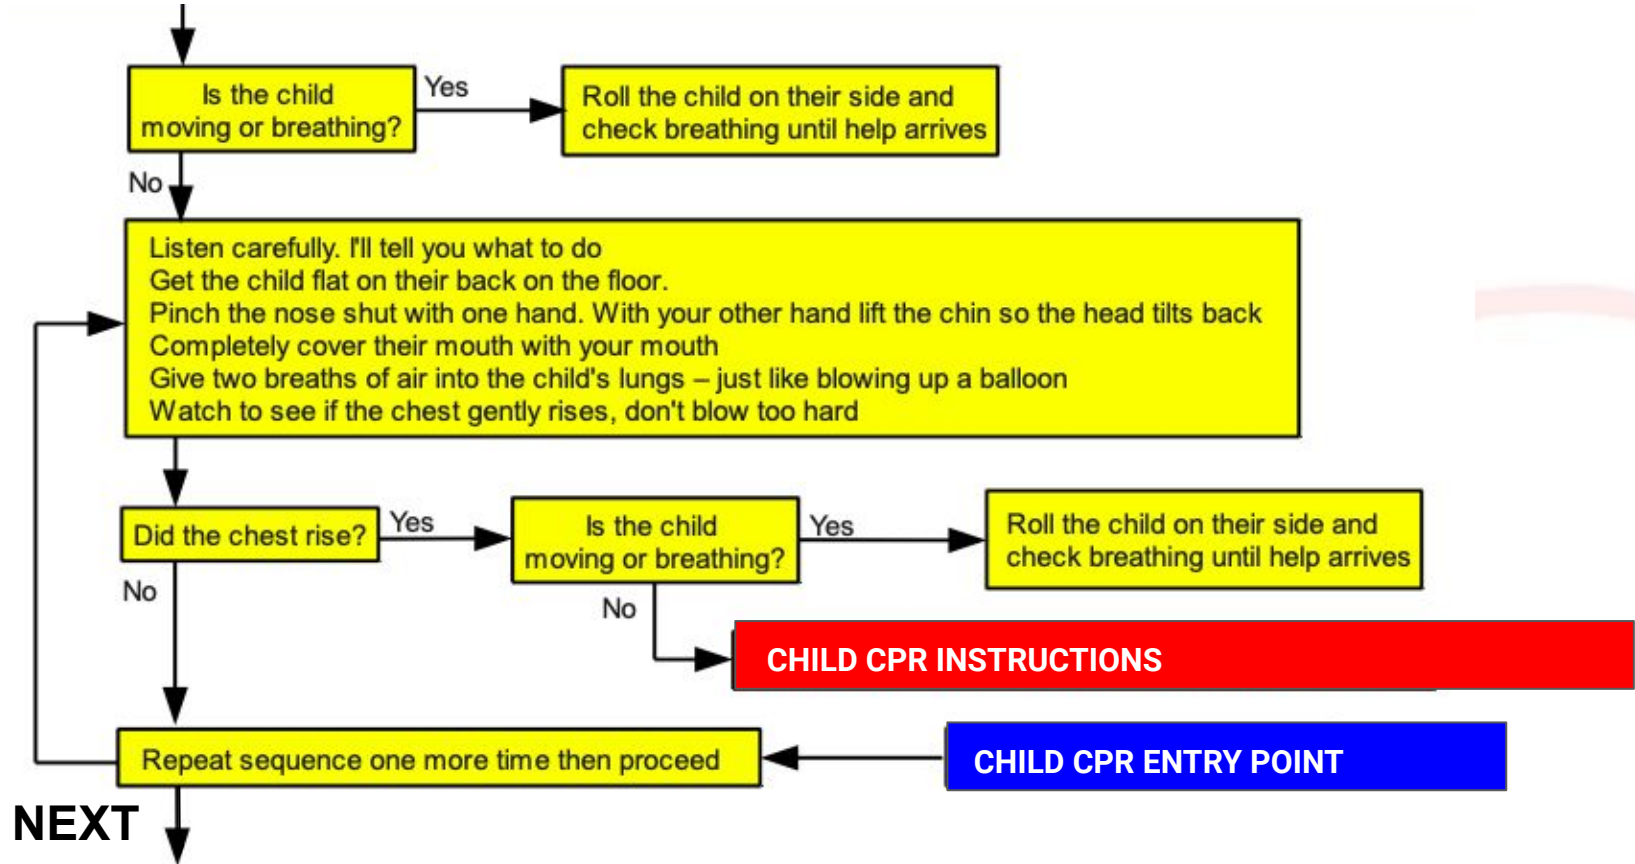 Is the child
moving or breathing?
Yes
Roll the child on their side and
check breathing until help arrives
No
Listen carefully. I'll tell you what to do
Get the child flat on their back on the floor.
Pinch the nose shut with one hand. With your other hand lift the chin so the head tilts back
Completely cover their mouth with your mouth
Give two breaths of air into the child's lungs – just like blowing up a balloon
Watch to see if the chest gently rises, don't blow too hard
Did the chest rise?
Yes
Is the child
moving or breathing?
Yes
Roll the child on their side and
check breathing until help arrives
No
No
CHILD CPR INSTRUCTIONS
Repeat sequence one more time then proceed
CHILD CPR ENTRY POINT
NEXT